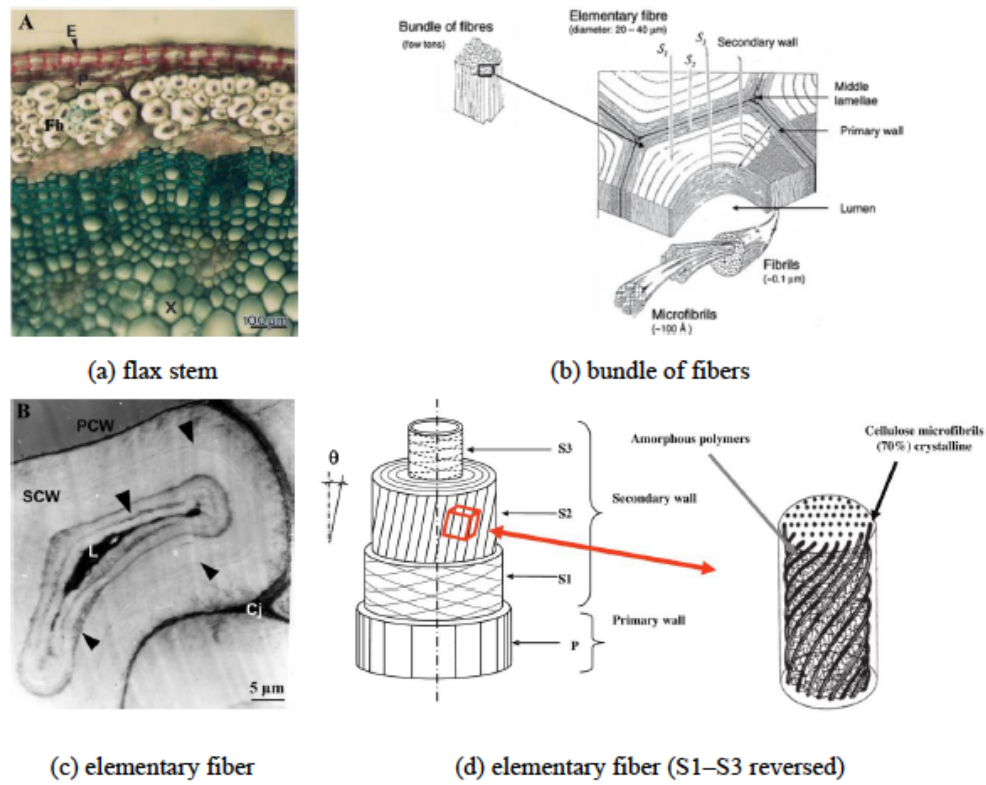 A
E
P
Fb
X
100 µm
(a) flax stem
Bundle of fibres
(few tons)
Elementary fibre
(diameter: 20 – 40 µm)
S1
S2
S3
Secondary wall
Middle
lamellae
Primary wall
Lumen
Fibrils
(~0.1 µm)
Microfibrils
(~100 Å)
(b) bundle of fibers
B
PCW
SCW
L
Cj
5 µm
(c) elementary fiber
θ
S3
S2
S1
P
Secondary wall
Primary wall
Amorphous polymers
Cellulose microfibrils
(70%) crystalline
(d) elementary fiber (S1–S3 reversed)